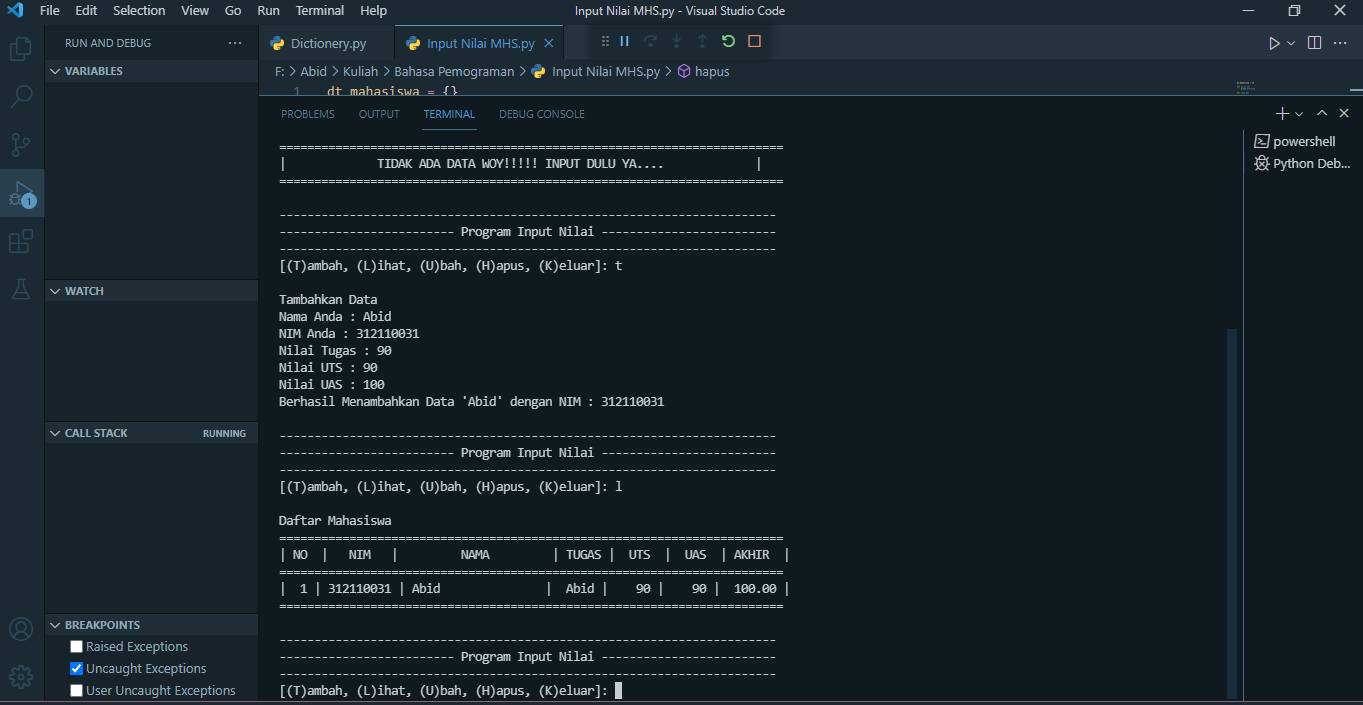 File Edit Selection View Go Run Terminal Help Input Nilai MHS.py - Visual Studio Code
RUN AND DEBUG ...
Dictionery.py Input Nilai MHS.py
VARIABLES
F: > Abid > Kuliah > Bahasa Pemograman > Input Nilai MHS.py > hapus
1 dt_mahasiswa = {}
PROBLEMS OUTPUT TERMINAL DEBUG CONSOLE
powershell
Python Deb...
========================================================================
| TIDAK ADA DATA WOY!!!!! INPUT DULU YA.... |
========================================================================
-----------------------------------------------------------------------
------------------------- Program Input Nilai -------------------------
-----------------------------------------------------------------------
[(T)ambah, (L)ihat, (U)bah, (H)apus, (K)eluar]: t
Tambahkan Data
Nama Anda : Abid
NIM Anda : 312110031
Nilai Tugas : 90
Nilai UTS : 90
Nilai UAS : 100
Berhasil Menambahkan Data 'Abid' dengan NIM : 312110031
-----------------------------------------------------------------------
------------------------- Program Input Nilai -------------------------
-----------------------------------------------------------------------
[(T)ambah, (L)ihat, (U)bah, (H)apus, (K)eluar]: l
Daftar Mahasiswa
========================================================================
| NO | NIM | NAMA | TUGAS | UTS | UAS | AKHIR |
========================================================================
| 1 | 312110031 | Abid | Abid | 90 | 90 | 100.00 |
========================================================================
-----------------------------------------------------------------------
------------------------- Program Input Nilai -------------------------
-----------------------------------------------------------------------
[(T)ambah, (L)ihat, (U)bah, (H)apus, (K)eluar]:
1
WATCH
CALL STACK RUNNING
BREAKPOINTS
Raised Exceptions
Uncaught Exceptions
User Uncaught Exceptions